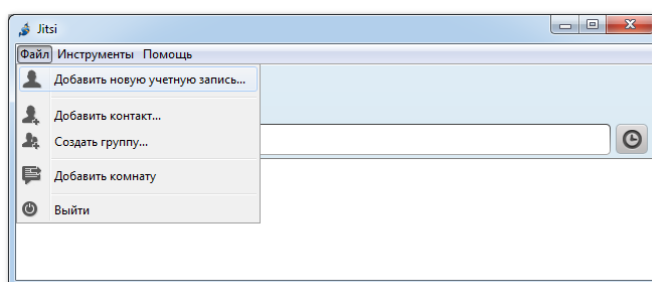 Jitsi
Файл Инструменты Помощь
Добавить новую учетную запись...
Добавить контакт...
Создать группу...
Добавить комнату
Выйти